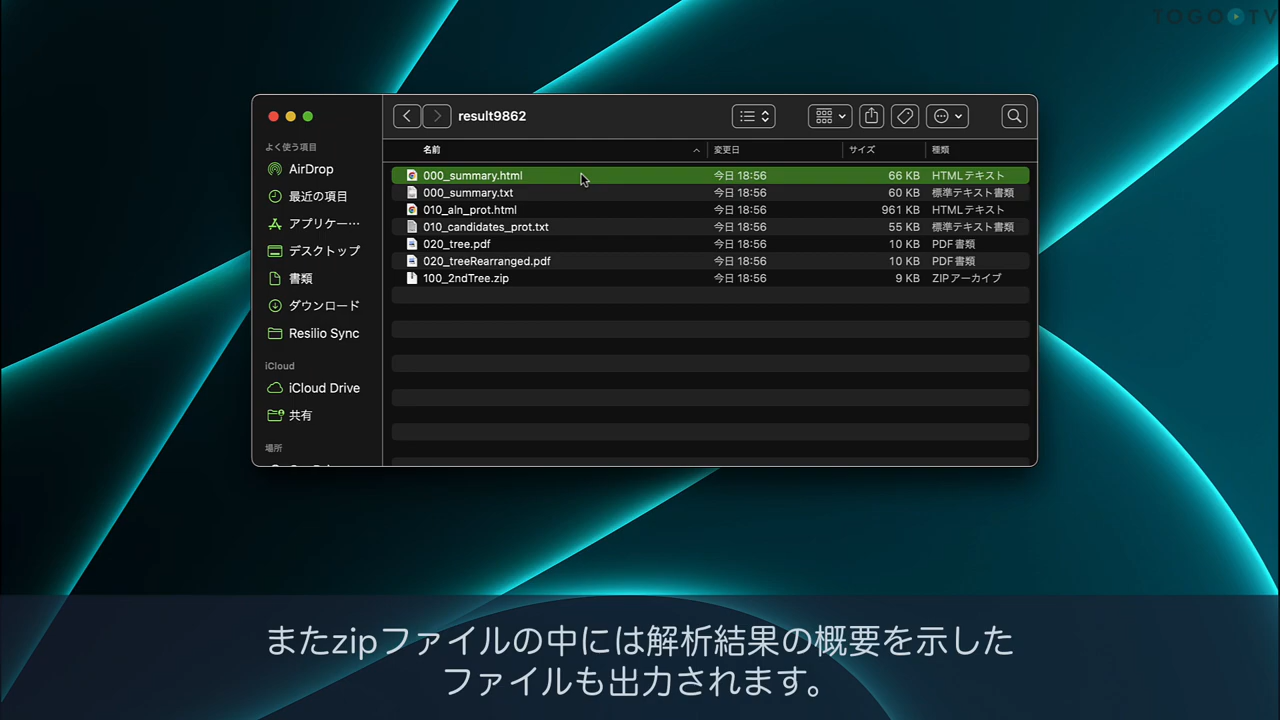 TOGO TV
result9862
よく使う項目
AirDrop
最近の項目
アプリケー…
デスクトップ
書類
ダウンロード
Resilio Sync
iCloud
iCloud Drive
共有
場所
名前 変更日 サイズ 種類
000_summary.html 今日 18:56 66 KB HTMLテキスト
000_summary.txt 今日 18:56 60 KB 標準テキスト書類
010_aln_prot.html 今日 18:56 961 KB HTMLテキスト
010_candidates_prot.txt 今日 18:56 55 KB 標準テキスト書類
020_tree.pdf 今日 18:56 10 KB PDF書類
020_treeRearranged.pdf 今日 18:56 10 KB PDF書類
100_2ndTree.zip 今日 18:56 9 KB ZIPアーカイブ
またzipファイルの中には解析結果の概要を示した
ファイルも出力されます。